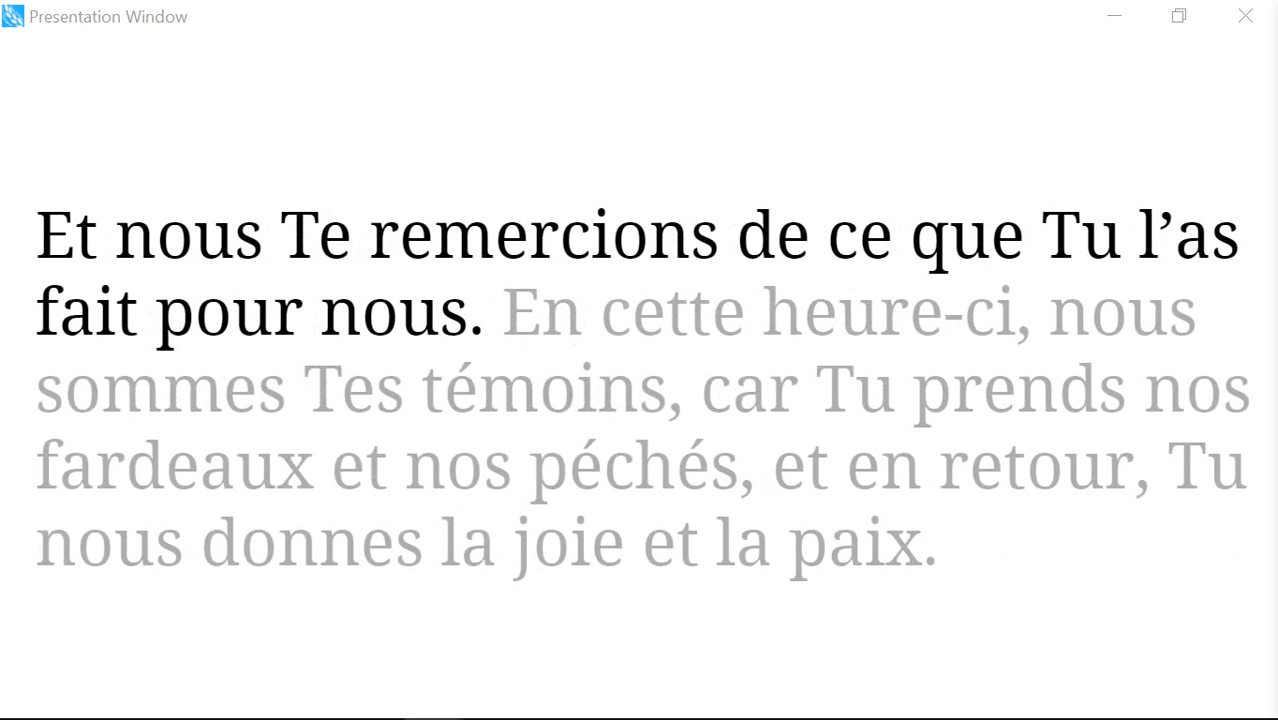 Presentation Window
Et nous Te remercions de ce que Tu l’as
fait pour nous. En cette heure-ci, nous
sommes Tes témoins, car Tu prends nos
fardeaux et nos péchés, et en retour, Tu
nous donnes la joie et la paix.